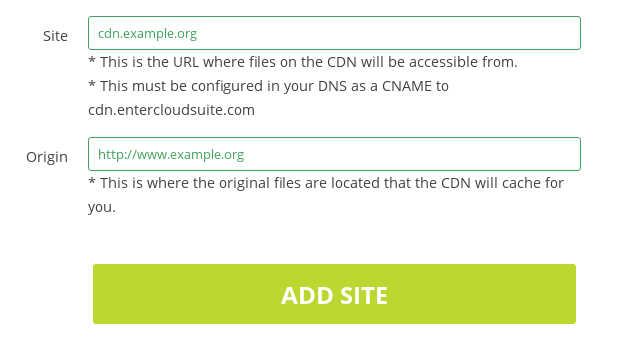 Site
cdn.example.org
* This is the URL where files on the CDN will be accessible from.
* This must be configured in your DNS as a CNAME to
cdn.entercloudsuite.com
Origin
http://www.example.org
* This is where the original files are located that the CDN will cache for
you.
ADD SITE